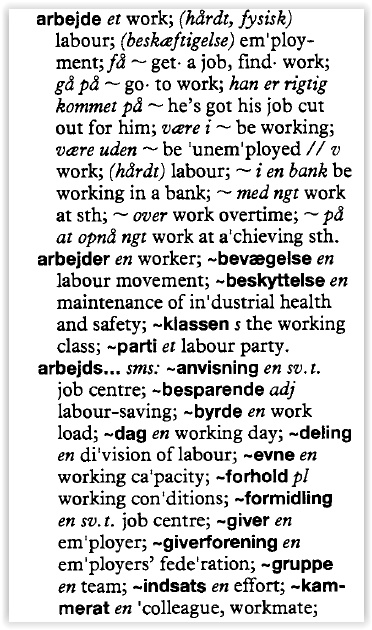 arbejde et work; (hårdt, fysisk)
labour; (beskæftigelse) em'ploy-
ment; få ~ get· a job, find· work;
gå på ~ go· to work; han er rigtig
kommet på ~ he's got his job cut
out for him; være i ~ be working;
være uden ~ be 'unem'ployed // v
work; (hårdt) labour; ~ i en bank be
working in a bank; ~ med ngt work
at sth; ~ over work overtime; ~ på
at opnå ngt work at a'chieving sth.
arbejder en worker; ~bevægelse en
labour movement; ~beskyttelse en
maintenance of in'dustrial health
and safety; ~klassen s the working
class; ~parti et labour party.
arbejds... sms: ~anvisning en sv.t.
job centre; ~besparende adj
labour-saving; ~byrde en work
load; ~dag en working day; ~deling
en di'vision of labour; ~evne en
working ca'pacity; ~forhold pl
working con'ditions; ~formidling
en sv.t. job centre; ~giver en
em'ployer; ~giverforening en
em'ployers' fede'ration; ~gruppe
en team; ~indsats en effort; ~kam-
merat en 'colleague, workmate;